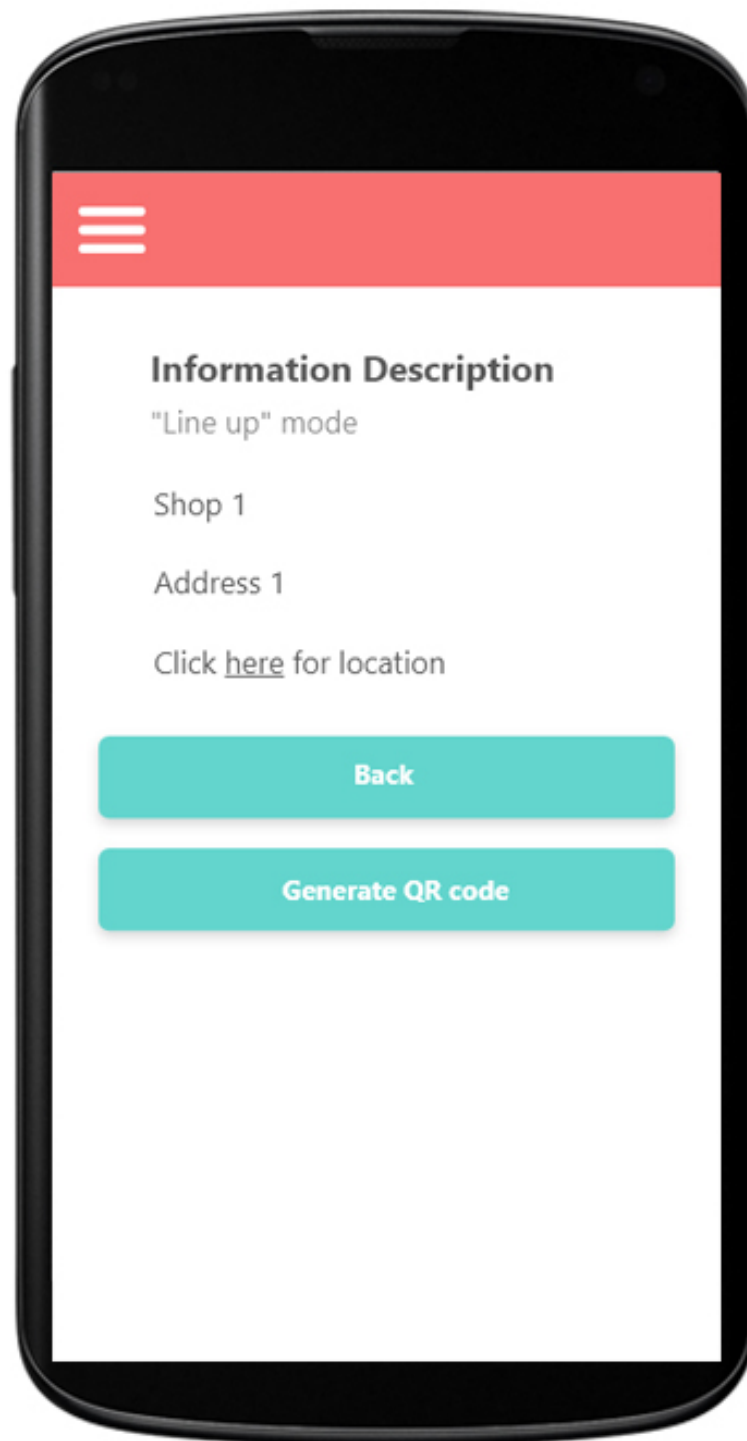 Information Description
"Line up" mode
Shop 1
Address 1
Click here for location
Back
Generate QR code